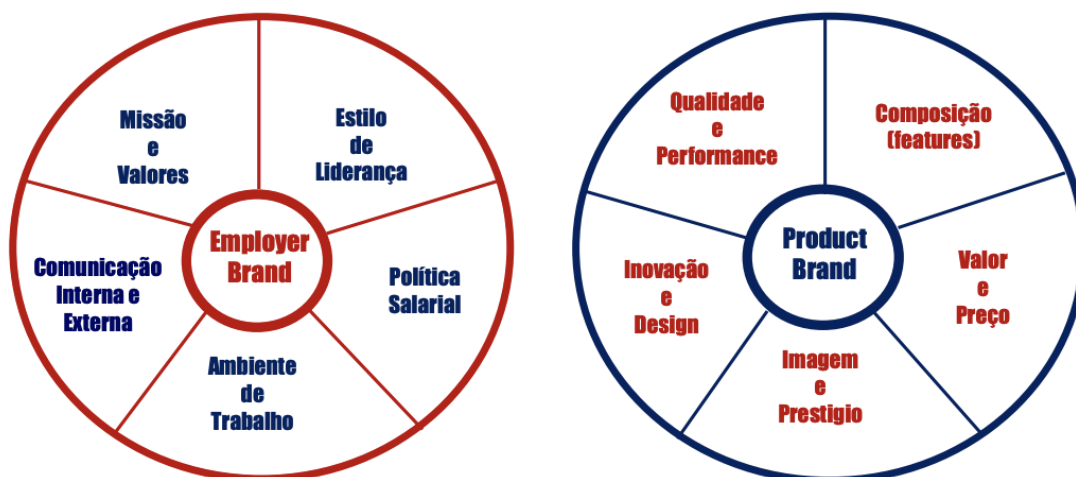 Missão
e
Valores
Estilo
de
Liderança
Employer
Brand
Comunicação
Interna e
Externa
Política
Salarial
Ambiente
de
Trabalho
Qualidade
e
Performance
Composição
(features)
Product
Brand
Inovação
e
Design
Valor
e
Preço
Imagem
e
Prestigio